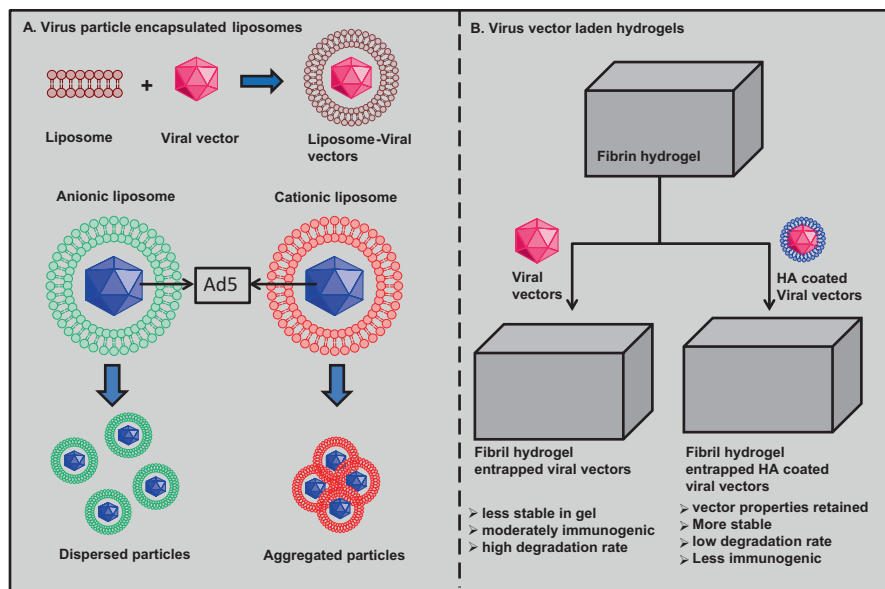 A. Virus particle encapsulated liposomes
+
Liposome
Viral vector
Liposome-Viral
vectors
Anionic liposome
Cationic liposome
Ad5
Dispersed particles
Aggregated particles
B. Virus vector laden hydrogels
Fibrin hydrogel
Viral
vectors
HA coated
Viral vectors
Fibril hydrogel
entrapped viral vectors
➢ less stable in gel
➢ moderately immunogenic
➢ high degradation rate
Fibril hydrogel
entrapped HA coated
viral vectors
➢ vector properties retained
➢ More stable
➢ low degradation rate
➢ Less immunogenic